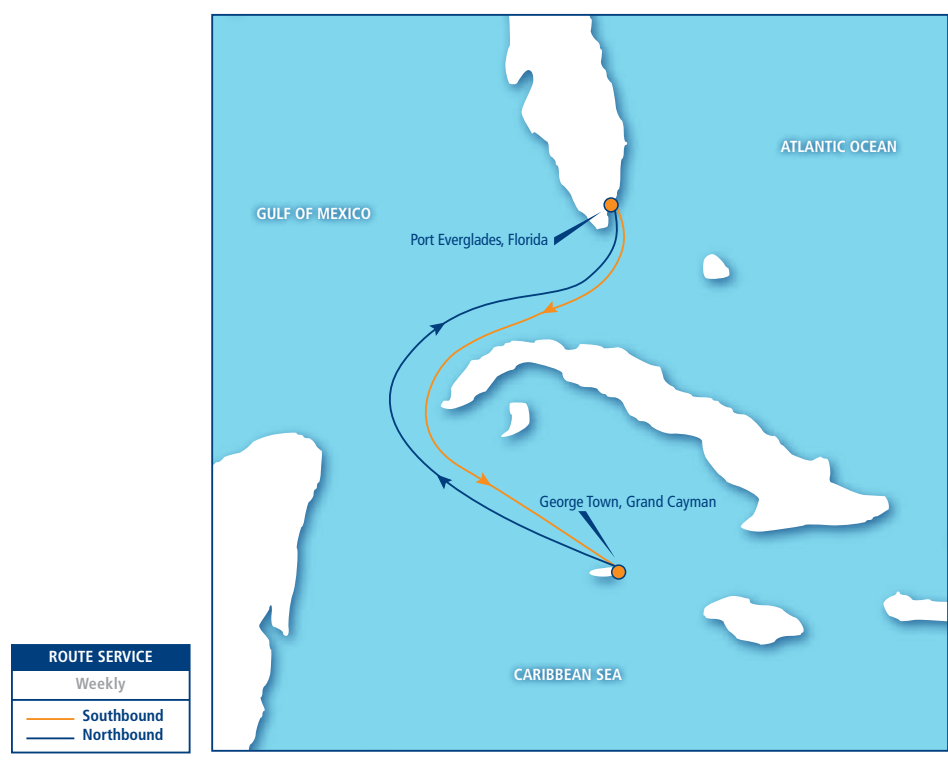 ATLANTIC OCEAN
GULF OF MEXICO
Port Everglades, Florida
George Town, Grand Cayman
CARIBBEAN SEA
ROUTE SERVICE
Weekly
Southbound
Northbound